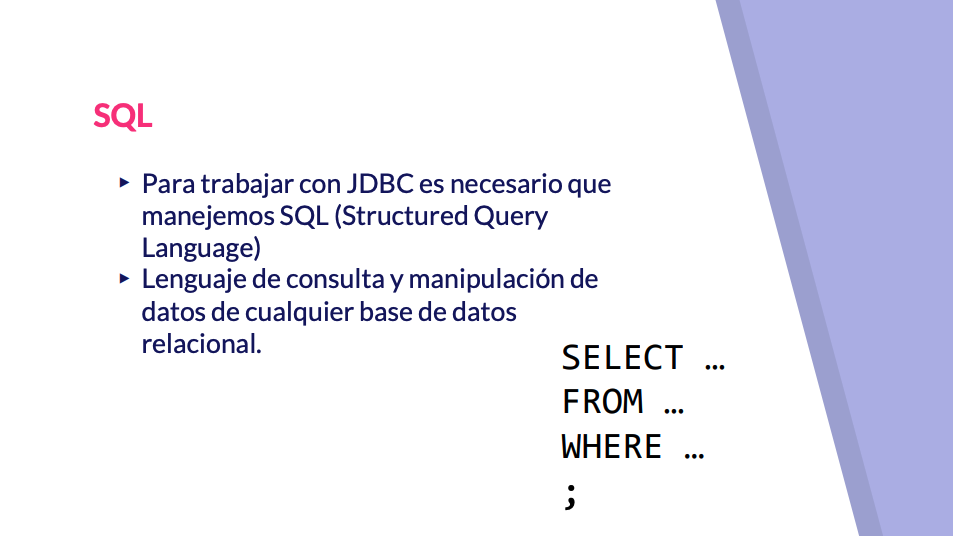 SQL
▸ Para trabajar con JDBC es necesario que
manejemos SQL (Structured Query
Language)
▸ Lenguaje de consulta y manipulación de
datos de cualquier base de datos
relacional.
SELECT …
FROM …
WHERE …
;